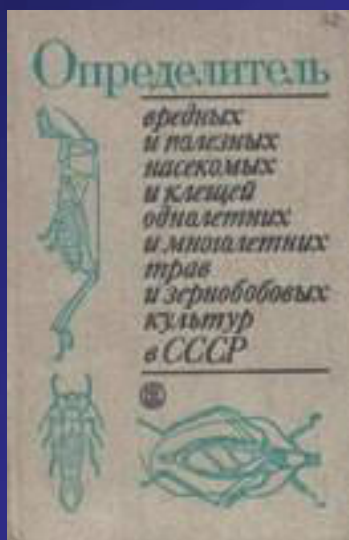 Определитель
вредных
и полезных
насекомых
и клещей
однолетних
и многолетних
трав
и зернобобовых
культур
в СССР